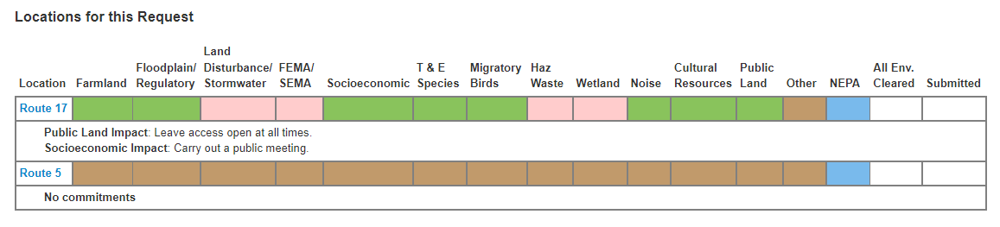 Locations for this Request
Location Farmland Floodplain/ Regulatory Land Disturbance/ Stormwater FEMA/ SEMA Socioeconomic T & E Species Migratory Birds Haz Waste Wetland Noise Cultural Resources Public Land Other NEPA All Env. Cleared Submitted
Route 17
Public Land Impact: Leave access open at all times.
Socioeconomic Impact: Carry out a public meeting.
Route 5
No commitments